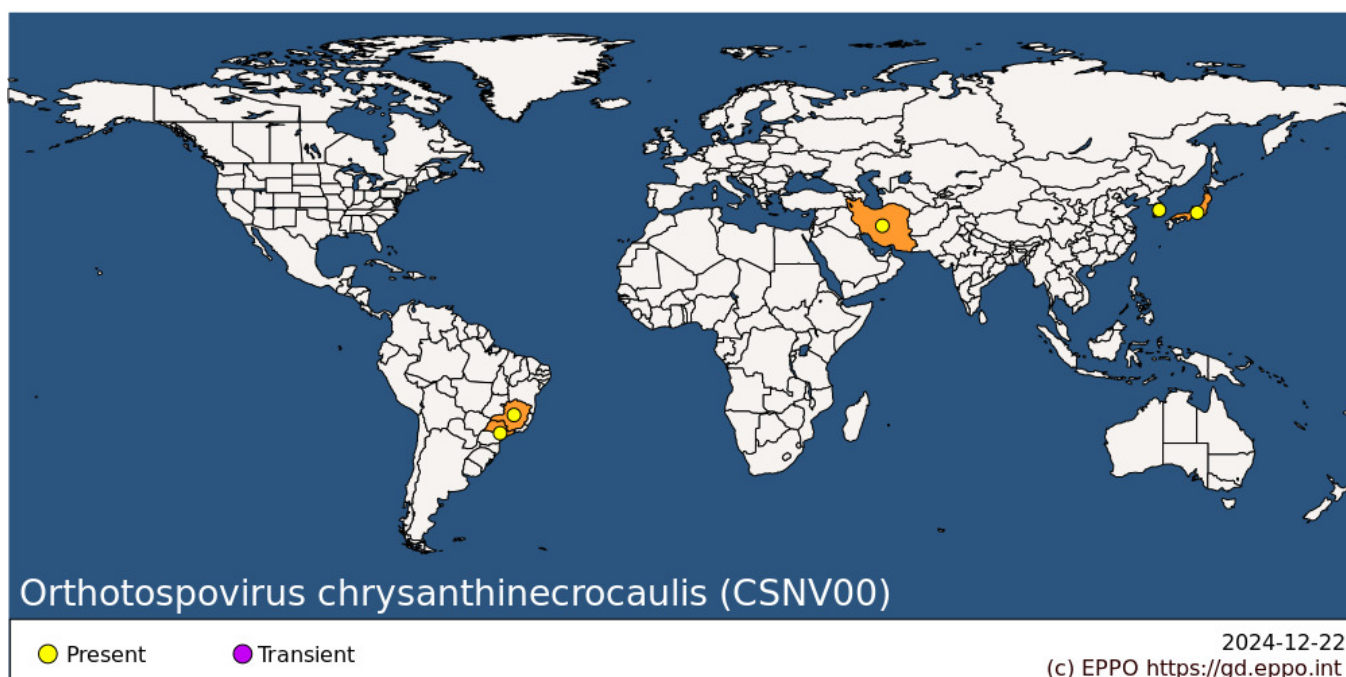 Orthotospovirus chrysanthinecrocaulis (CSNV00)
Present
Transient
2024-12-22
(c) EPPO https://gd.eppo.int